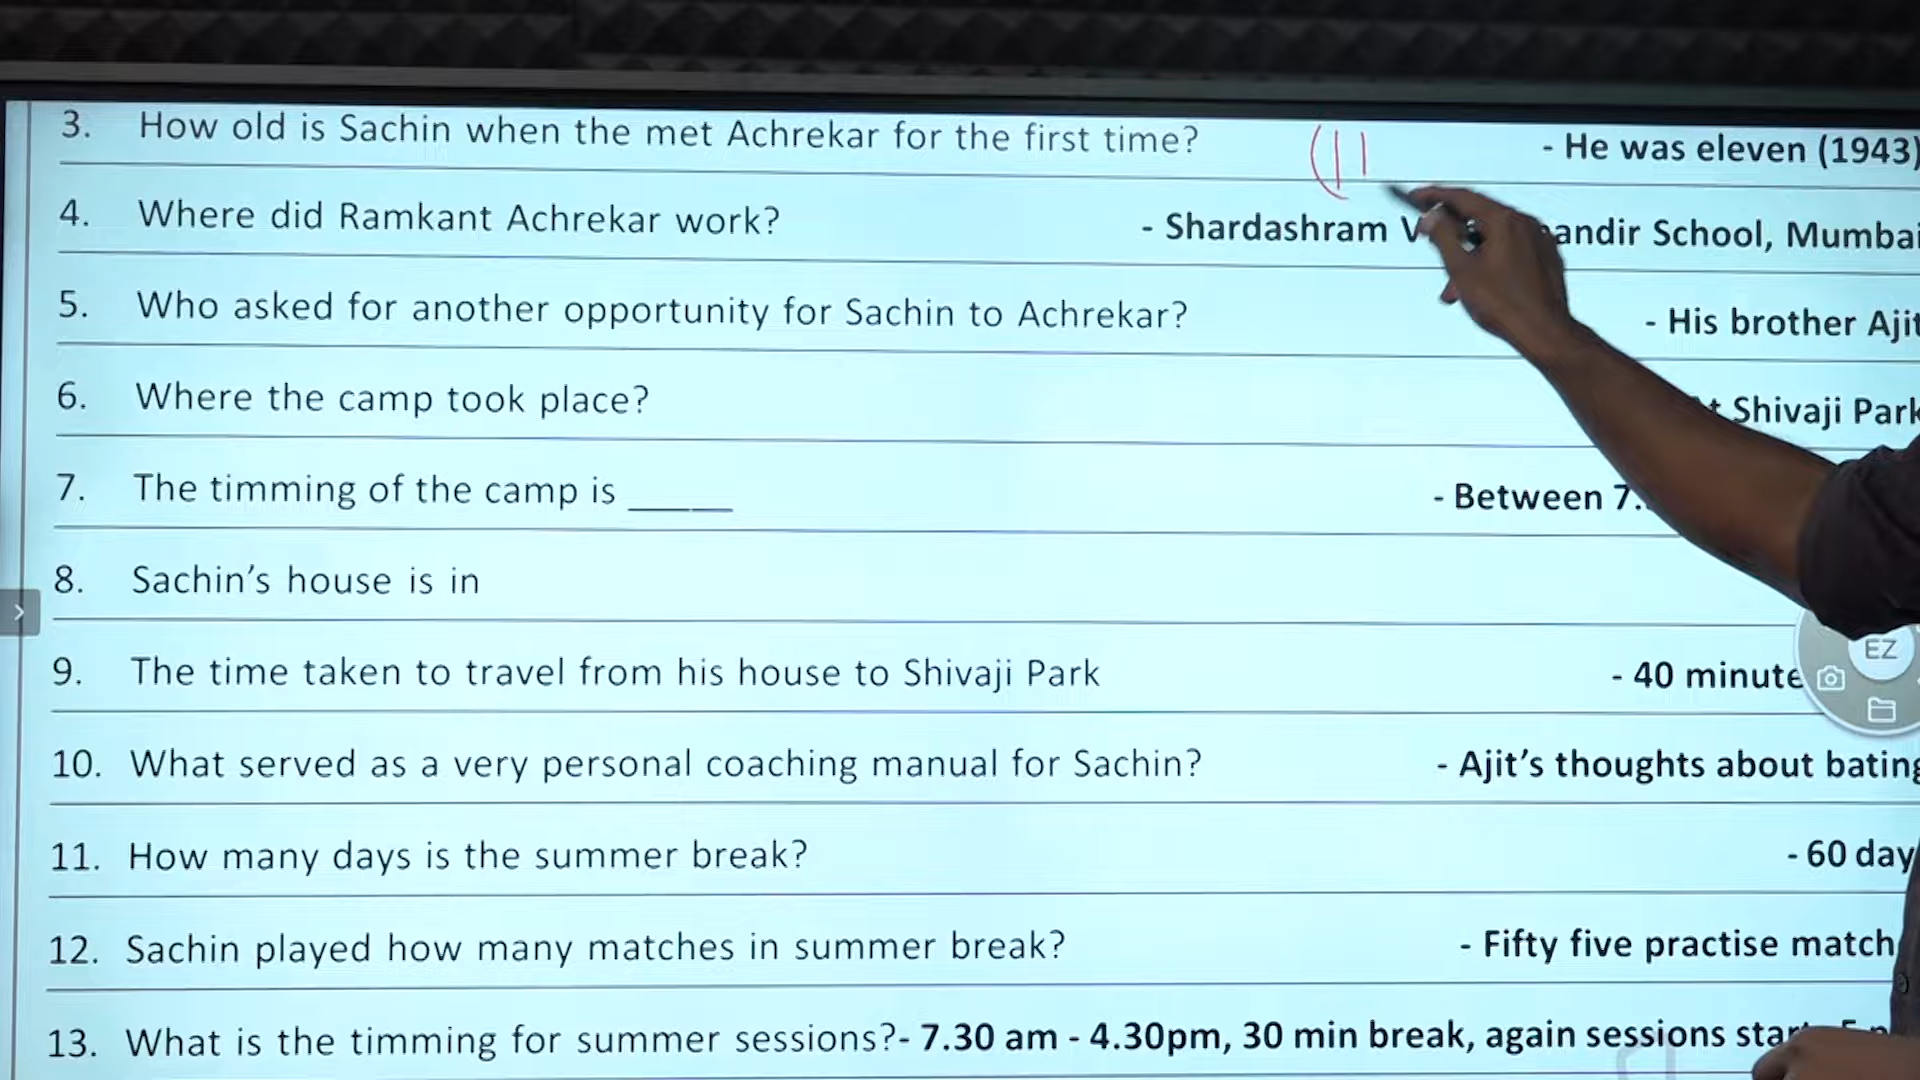 3. How old is Sachin when the met Achrekar for the first time? (11 - He was eleven (1943)
4. Where did Ramkant Achrekar work? - Shardashram School, Mumbai
5. Who asked for another opportunity for Sachin to Achrekar? - His brother Ajit
6. Where the camp took place? Shivaji Park
7. The timming of the camp is _____ - Between 7.
8. Sachin's house is in
9. The time taken to travel from his house to Shivaji Park - 40 minute
EZ
10. What served as a very personal coaching manual for Sachin? - Ajit's thoughts about bating
11. How many days is the summer break? - 60 day
12. Sachin played how many matches in summer break? - Fifty five practise match
13. What is the timming for summer sessions?- 7.30 am - 4.30pm, 30 min break, again sessions